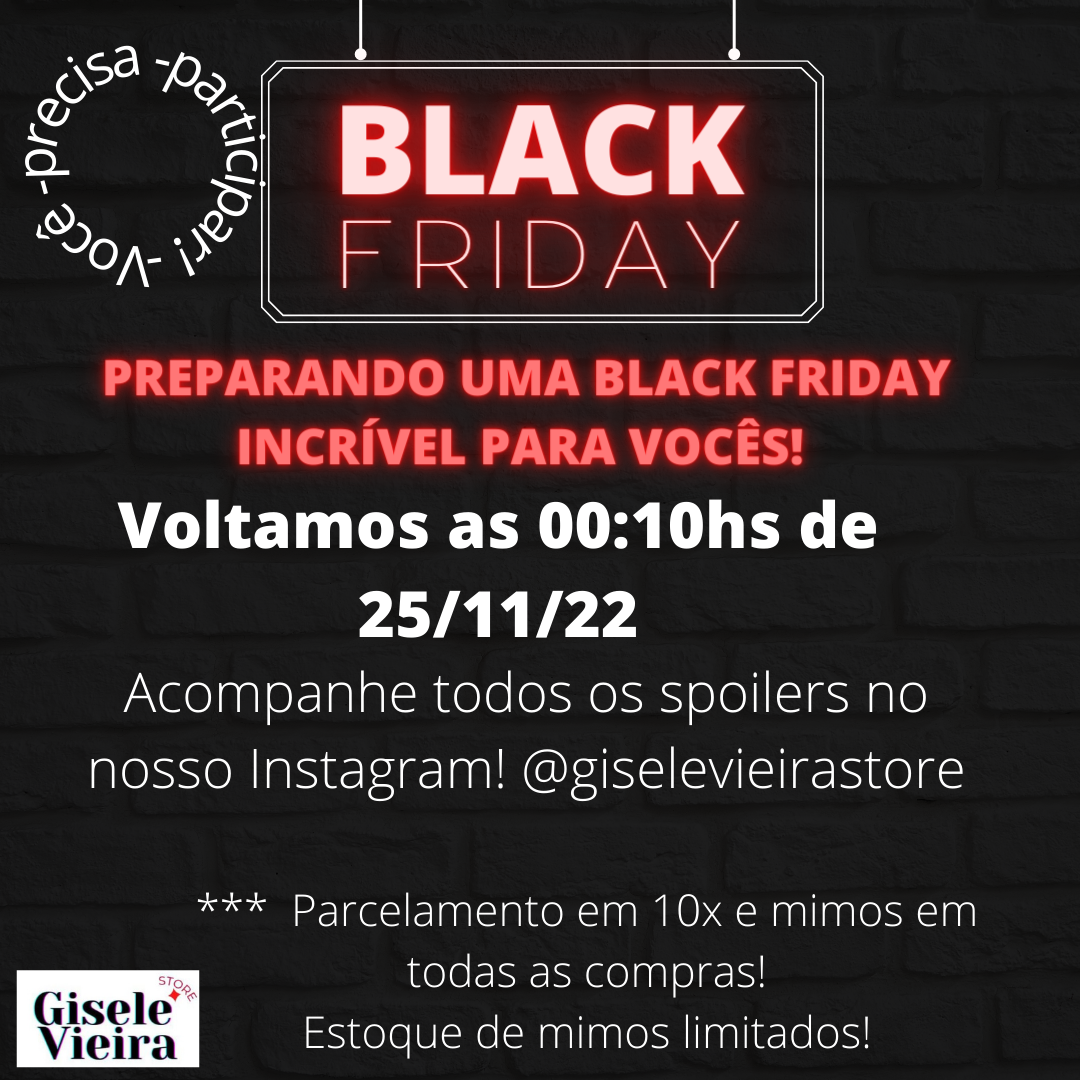 Você -precisa -participar! -
BLACK
FRIDAY
PREPARANDO UMA BLACK FRIDAY
INCRÍVEL PARA VOCÊS!
Voltamos as 00:10hs de
25/11/22
Acompanhe todos os spoilers no
nosso Instagram! @giselevieirastore
*** Parcelamento em 10x e mimos em
todas as compras!
Estoque de mimos limitados!
STORE
Gisele
Vieira